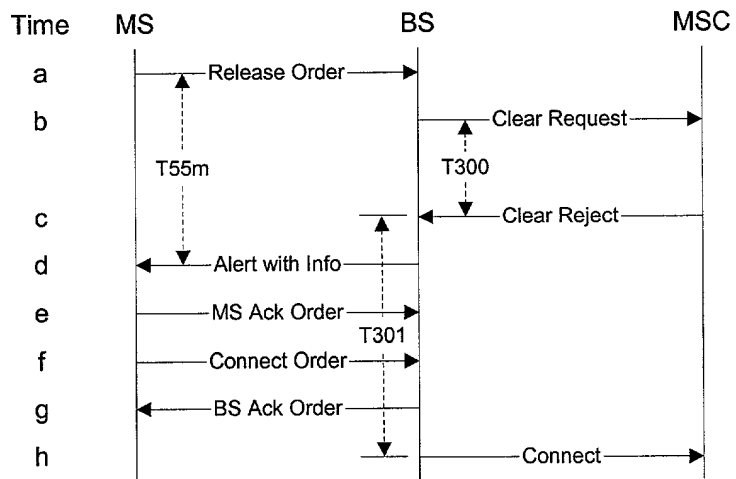 Time MS BS MSC
a Release Order
b Clear Request
T55m T300
c Clear Reject
d Alert with Info
e MS Ack Order
T301
f Connect Order
g BS Ack Order
h Connect